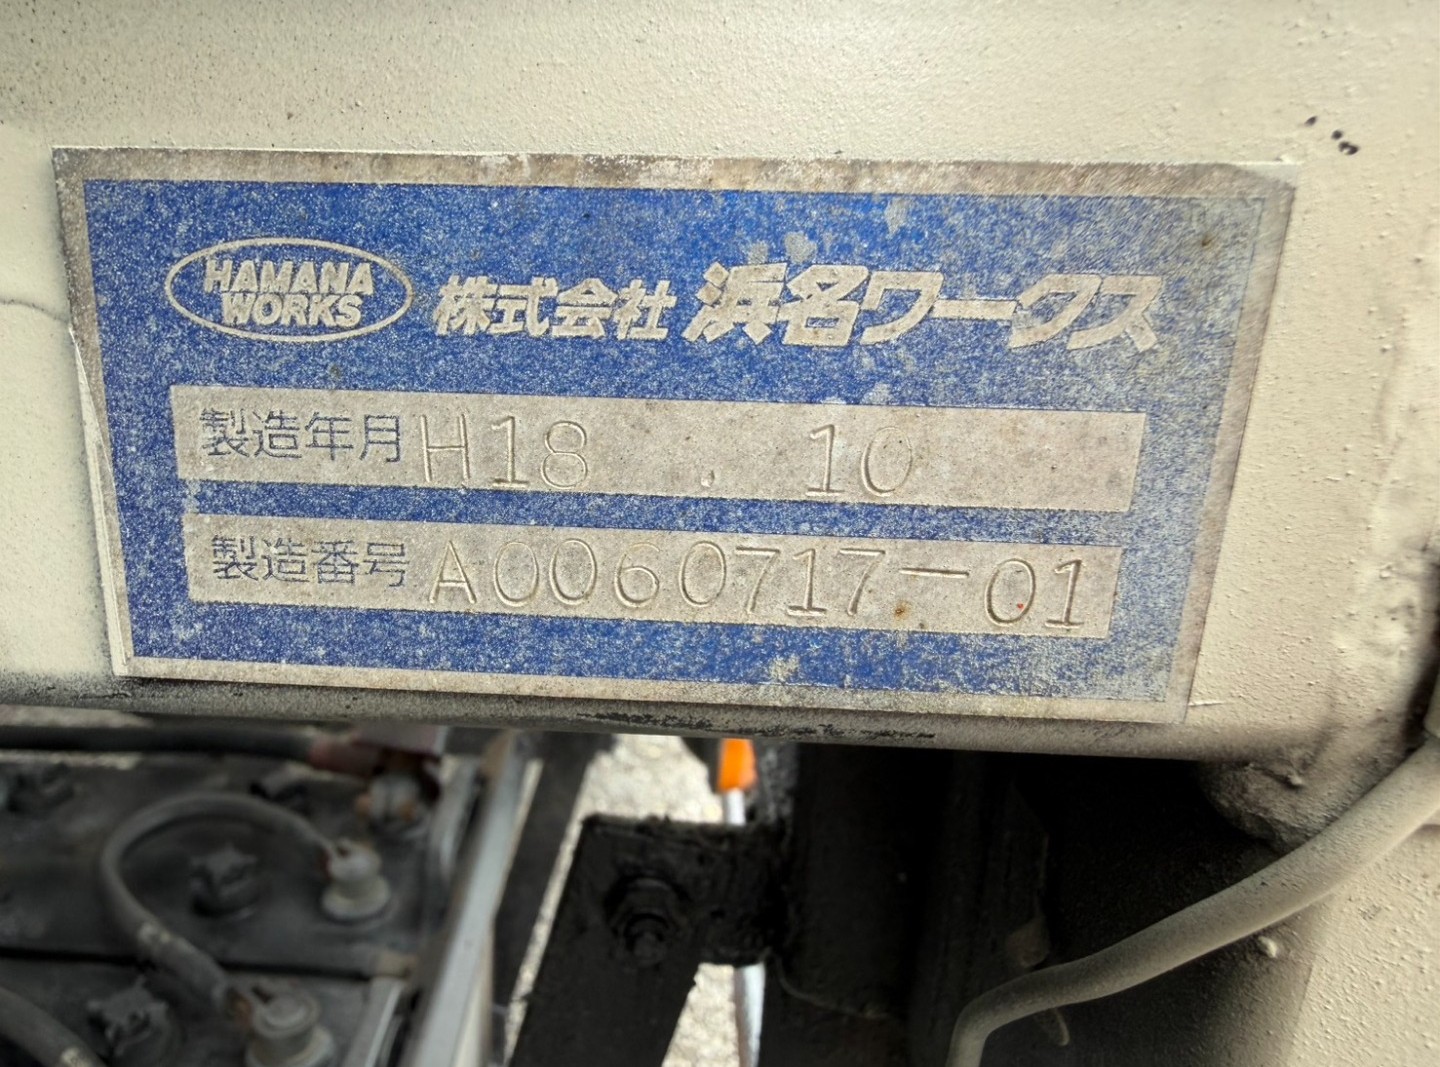 HAMANA
WORKS
株式会社 浜名ワークス
製造年月 H18 . 10
製造番号 A0060717-01